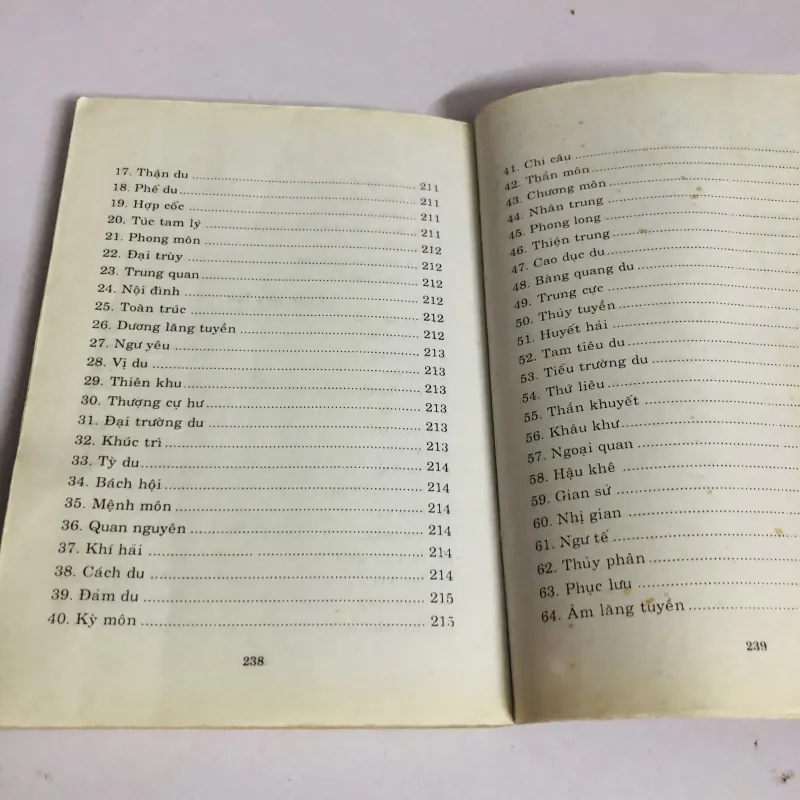 17. Thận du ........ 211
18. Phế du ........ 211
19. Hợp cốc ........ 211
20. Túc tam lý ........ 211
21. Phong môn ........ 212
22. Đại trùy ........ 212
23. Trung quan ........ 212
24. Nội đình ........ 212
25. Toàn trúc ........ 212
26. Dương lăng tuyền ........ 212
27. Ngư yêu ........ 213
28. Vị du ........ 213
29. Thiên khu ........ 213
30. Thượng cự hư ........ 213
31. Đại trường du ........ 213
32. Khúc trì ........ 213
33. Tỳ du ........ 214
34. Bách hội ........ 214
35. Mệnh môn ........ 214
36. Quan nguyên ........ 214
37. Khí hải ........ 214
38. Cách du ........ 214
39. Đảm du ........ 215
40. Kỳ môn ........ 215
238
41. Chi câu ........
42. Thần môn ........
43. Chương môn ........
44. Nhân trung ........
45. Phong long ........
46. Thiện trung ........
47. Cao dục du ........
48. Bàng quang du ........
49. Trung cực ........
50. Thủy tuyền ........
51. Huyết hải ........
52. Tam tiêu du ........
53. Tiểu trường du ........
54. Thứ liêu ........
55. Thần khuyết ........
56. Khâu khư ........
57. Ngoại quan ........
58. Hậu khê ........
59. Gian sử ........
60. Nhị gian ........
61. Ngư tế ........
62. Thủy phân ........
63. Phục lưu ........
64. Âm lăng tuyền ........
239